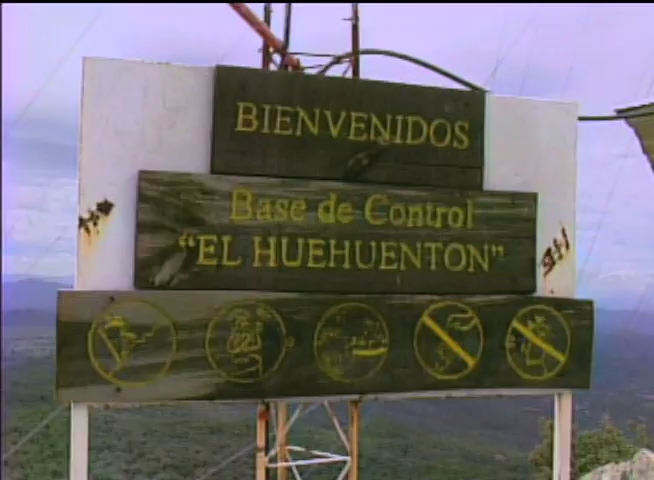 BIENVENIDOS
Base de Control
“EL HUEHUENTON”